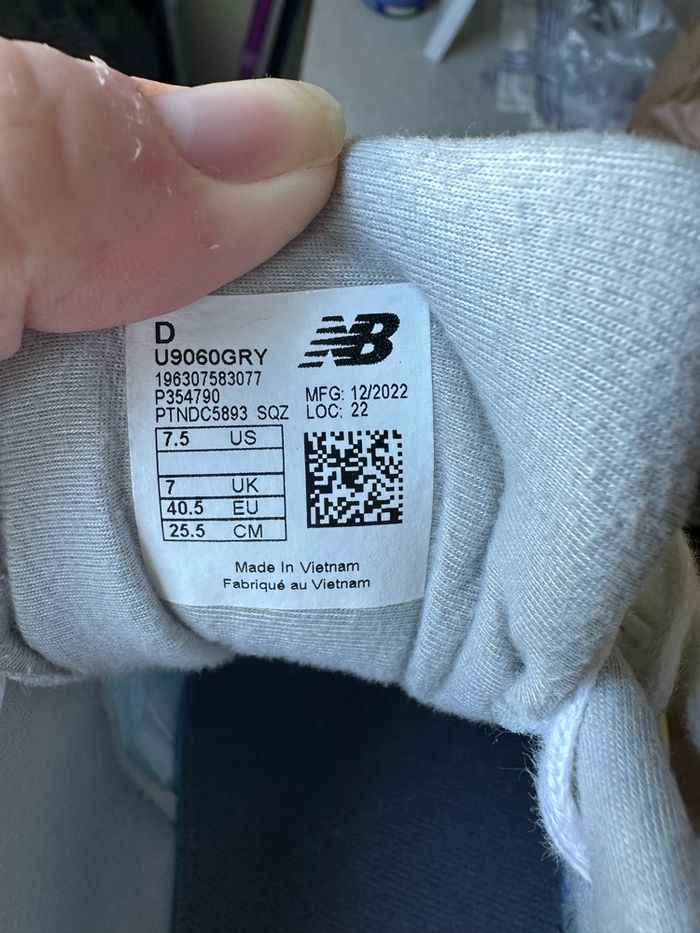 D
U9060GRY
196307583077
P354790
PTNDC5893 SQZ
NB
MFG: 12/2022
LOC: 22
7.5 US
7 UK
40.5 EU
25.5 CM
Made In Vietnam
Fabriqué au Vietnam